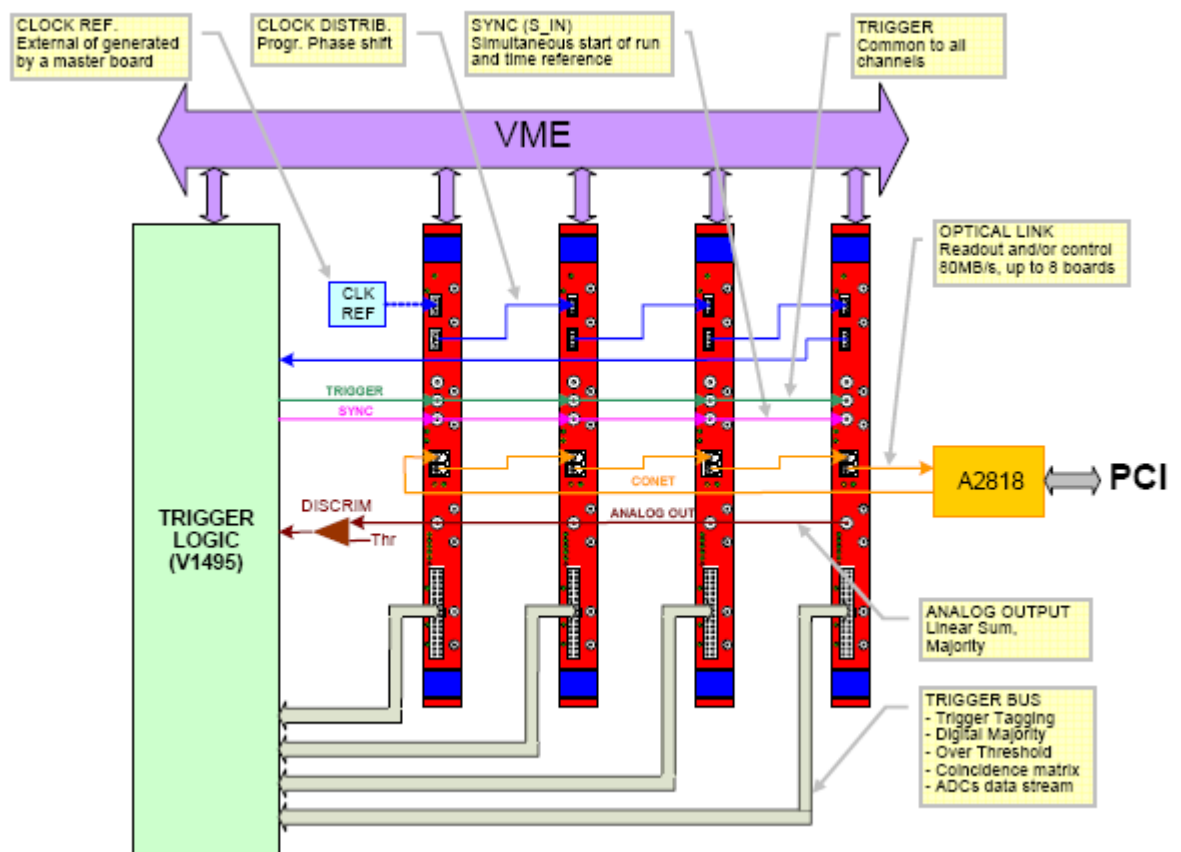 CLOCK REF.
External of generated
by a master board
CLOCK DISTRIB.
Progr. Phase shift
SYNC (S_IN)
Simultaneous start of run
and time reference
TRIGGER
Common to all
channels
VME
OPTICAL LINK
Readout and/or control
80MB/s, up to 8 boards
CLK
REF
TRIGGER
SYNC
CONET
A2818
PCI
DISCRIM
ANALOG OUT
Thr
TRIGGER
LOGIC
(V1495)
ANALOG OUTPUT
Linear Sum,
Majority
TRIGGER BUS
- Trigger Tagging
- Digital Majority
- Over Threshold
- Coincidence matrix
- ADCs data stream